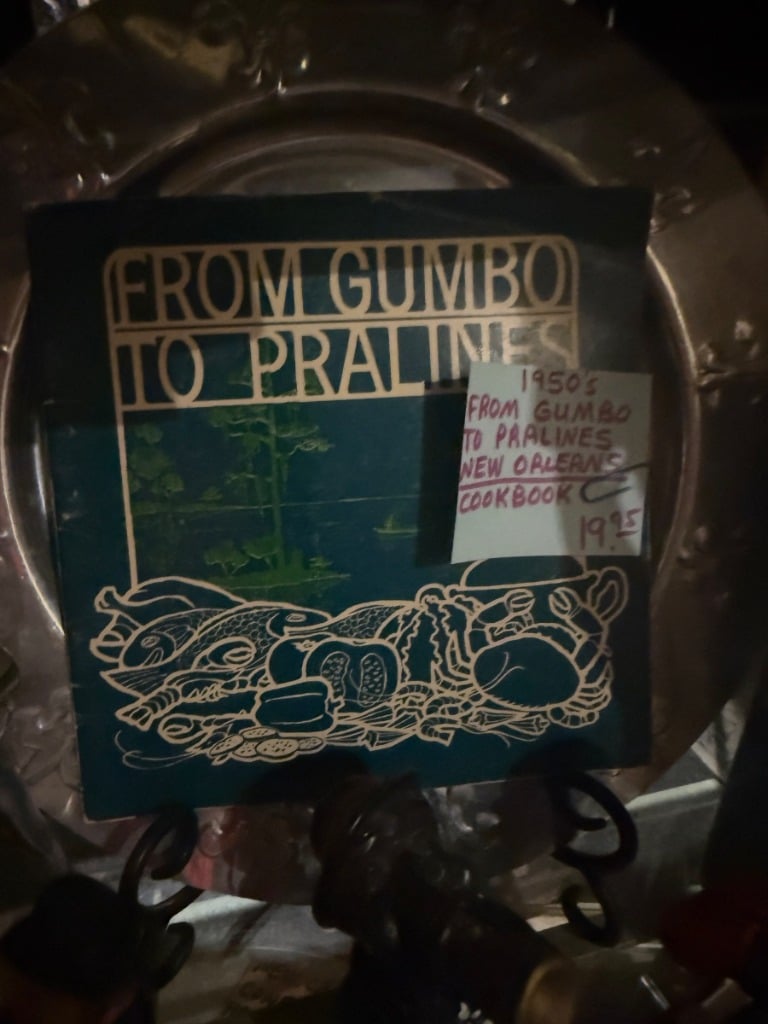 FROM GUMBO
TO PRALINES
1950's
FROM GUMBO
TO PRALINES
NEW ORLEANS
COOKBOOK
19.95